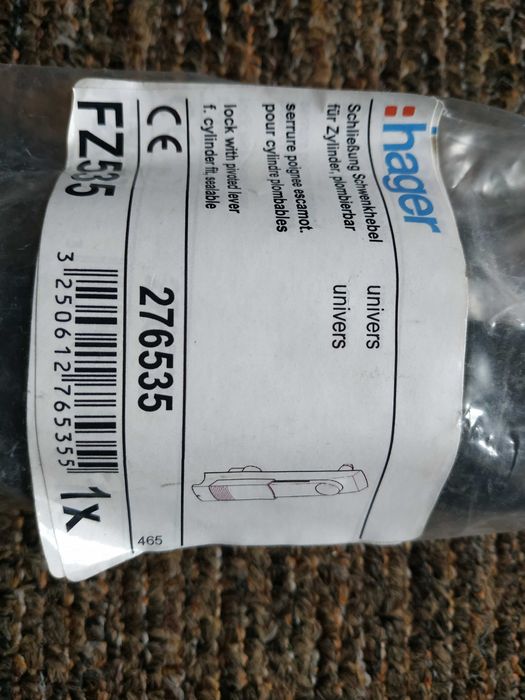 hager
Schließung Schwenkhebel univers
für Zylinder, plombierbar univers
serrure poignee escamot.
pour cylindre plombables
lock with pivoted lever
f. cylinder fit, sealable
CE 276535 465
FZ535 3 250612 765355 1x